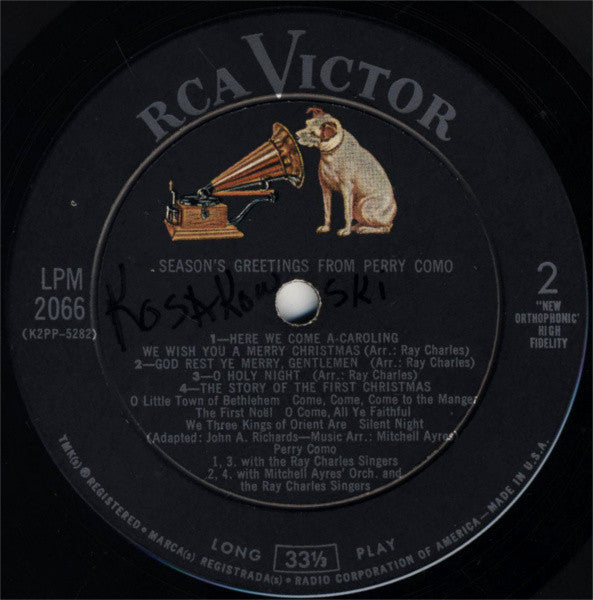 RCA VICTOR
SEASON'S GREETINGS FROM PERRY COMO
LPM
2066
(K2PP-5282)
KOSAKOW SKI
2
"NEW
ORTHOPHONIC"
HIGH
FIDELITY
1—HERE WE COME A-CAROLING
WE WISH YOU A MERRY CHRISTMAS (Arr.: Ray Charles)
2—GOD REST YE MERRY, GENTLEMEN (Arr.: Ray Charles)
3—O HOLY NIGHT (Arr.: Ray Charles)
4—THE STORY OF THE FIRST CHRISTMAS
O Little Town of Bethlehem Come, Come, Come to the Manger
The First Noël O Come, All Ye Faithful
We Three Kings of Orient Are Silent Night
(Adapted: John A. Richards—Music Arr.: Mitchell Ayres)
Perry Como
1, 3. with the Ray Charles Singers
2, 4. with Mitchell Ayres' Orch. and
the Ray Charles Singers
LONG 33⅓ PLAY
TMK(s) ® REGISTERED • MARCA(s) REGISTRADA(s) • RADIO CORPORATION OF AMERICA—MADE IN U.S.A.